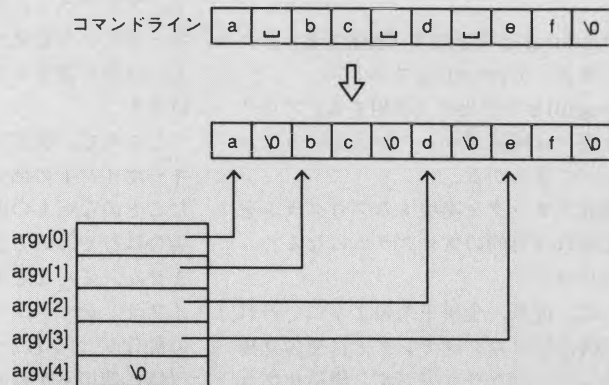 コマンドライン a ␣ b c ␣ d ␣ e f \0
a \0 b c \0 d \0 e f \0
argv[0]
argv[1]
argv[2]
argv[3]
argv[4] \0